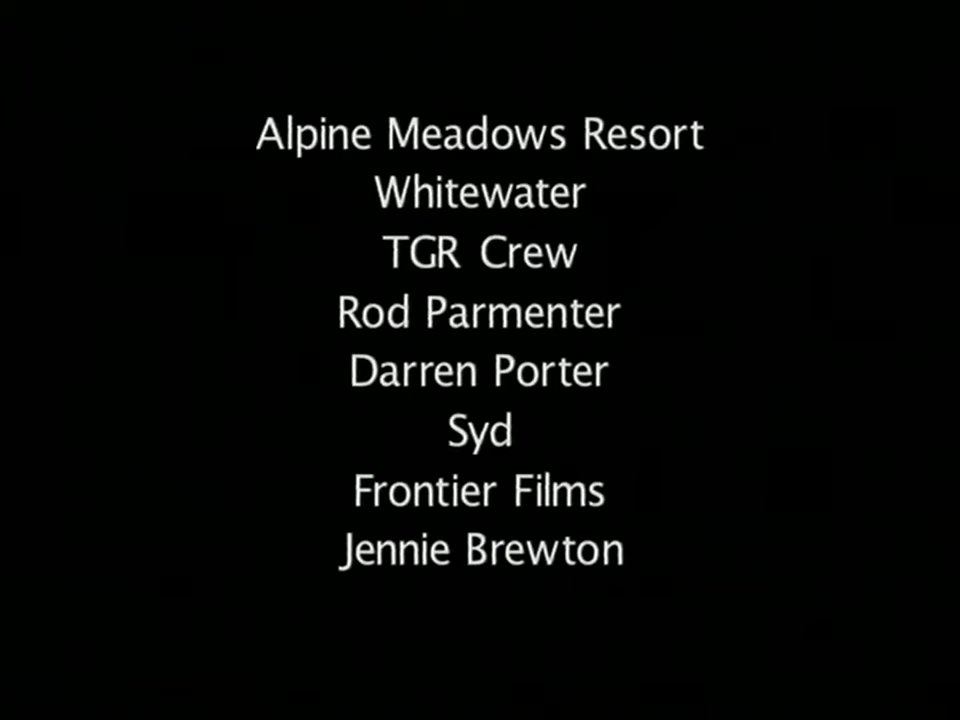 Alpine Meadows Resort
Whitewater
TGR Crew
Rod Parmenter
Darren Porter
Syd
Frontier Films
Jennie Brewton